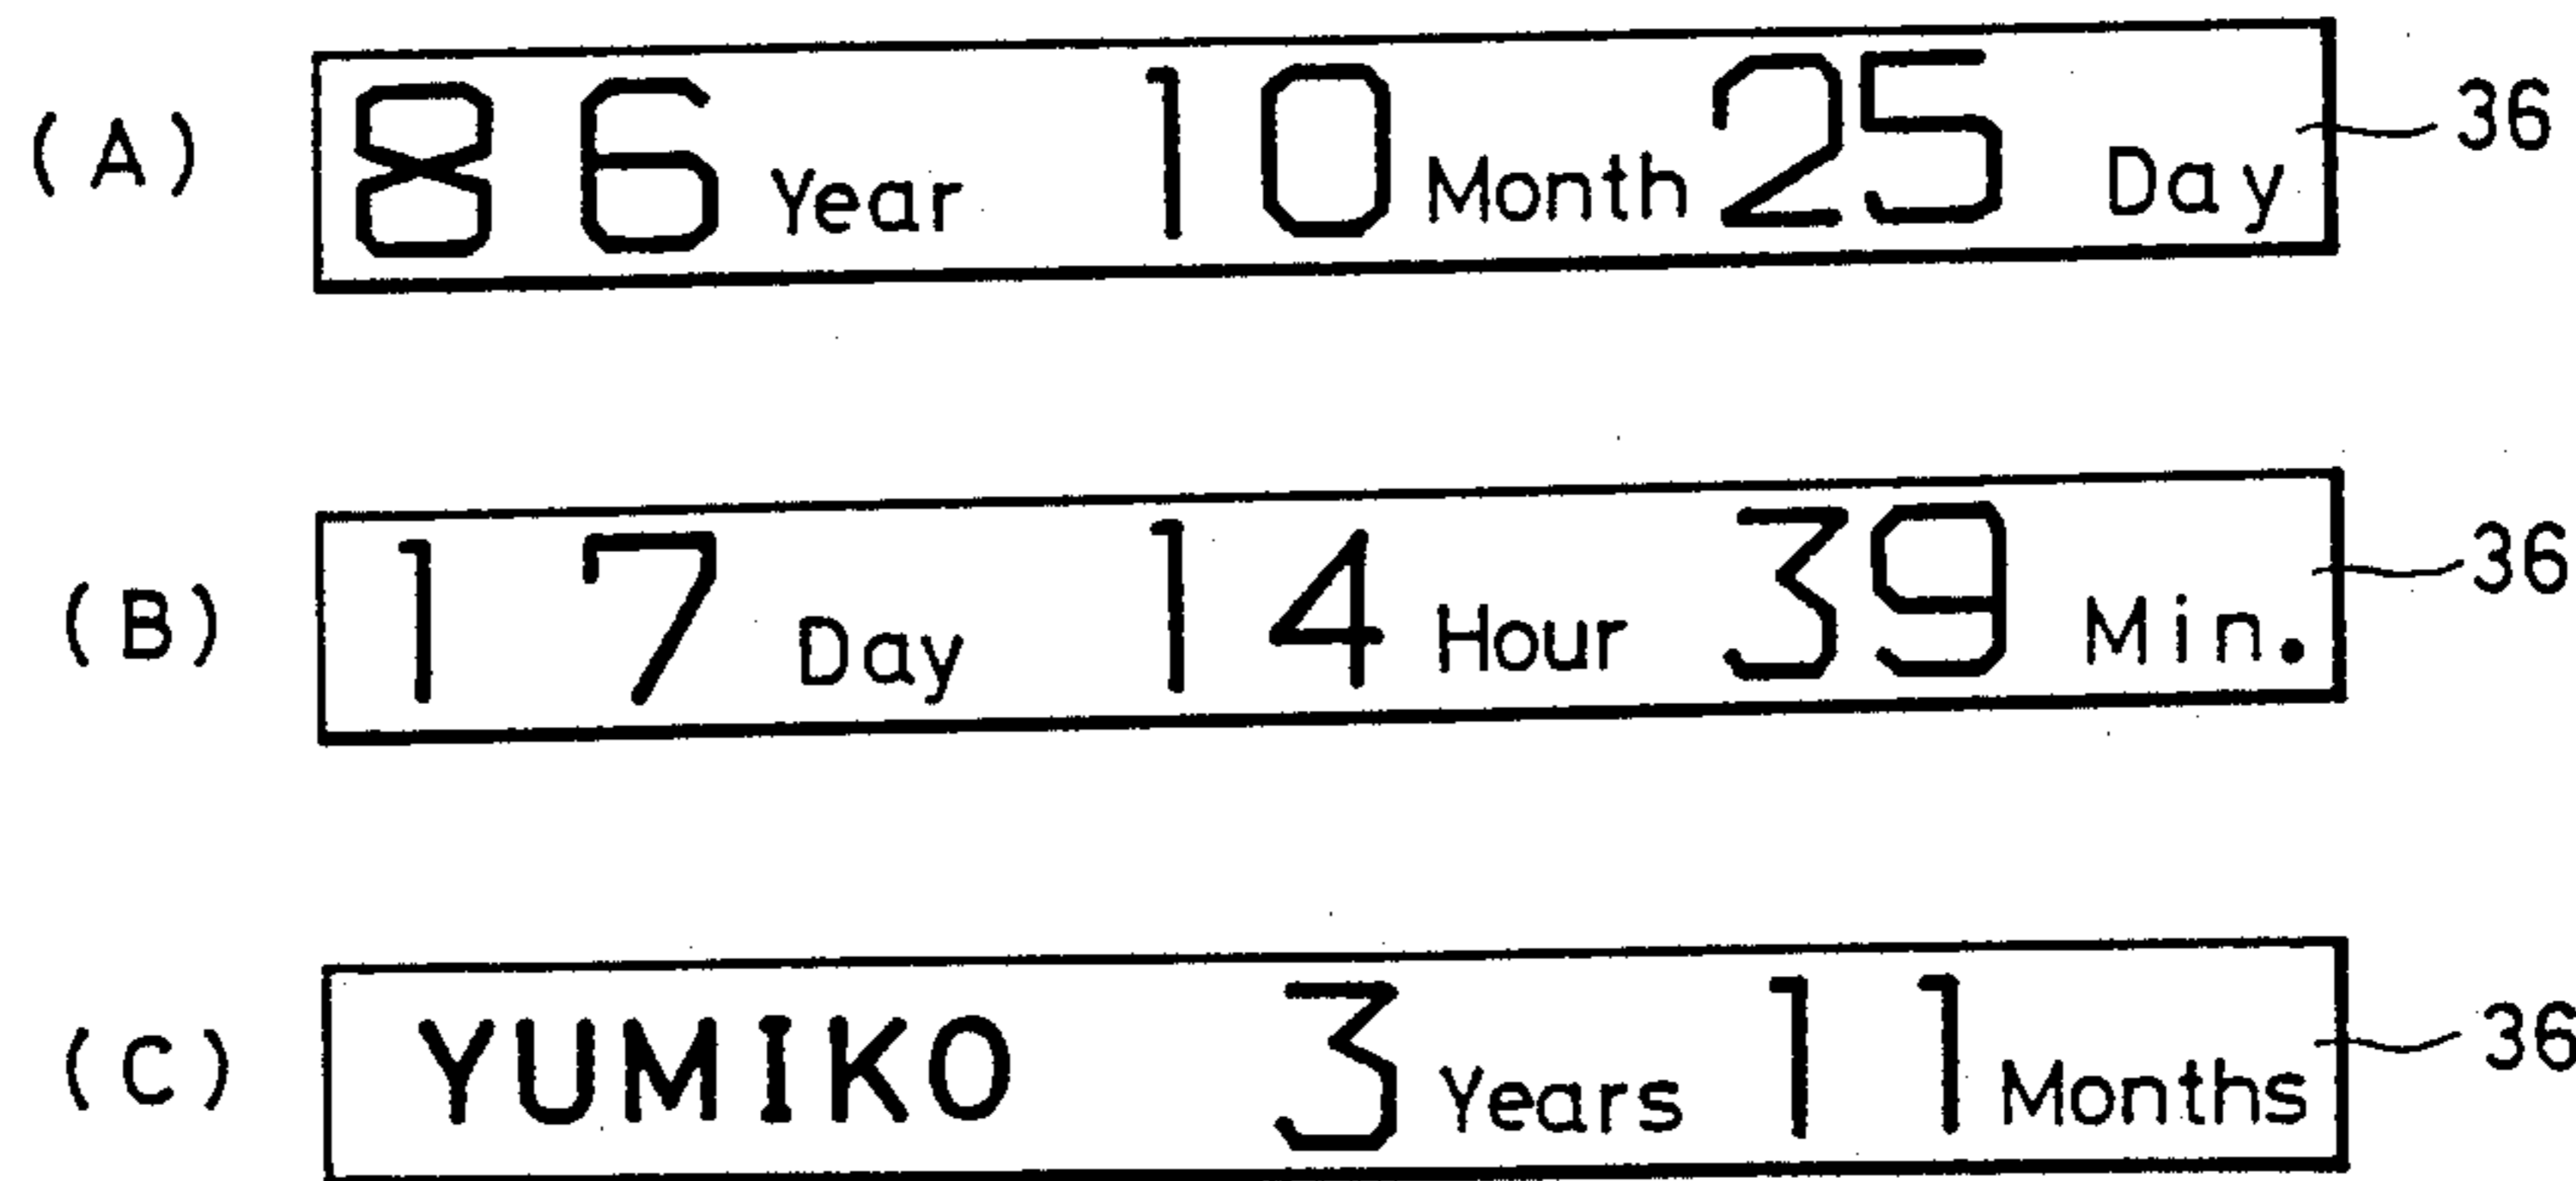 (A) 86 Year 10 Month 25 Day 36
(B) 17 Day 14 Hour 39 Min. 36
(C) YUMIKO 3 Years 11 Months 36